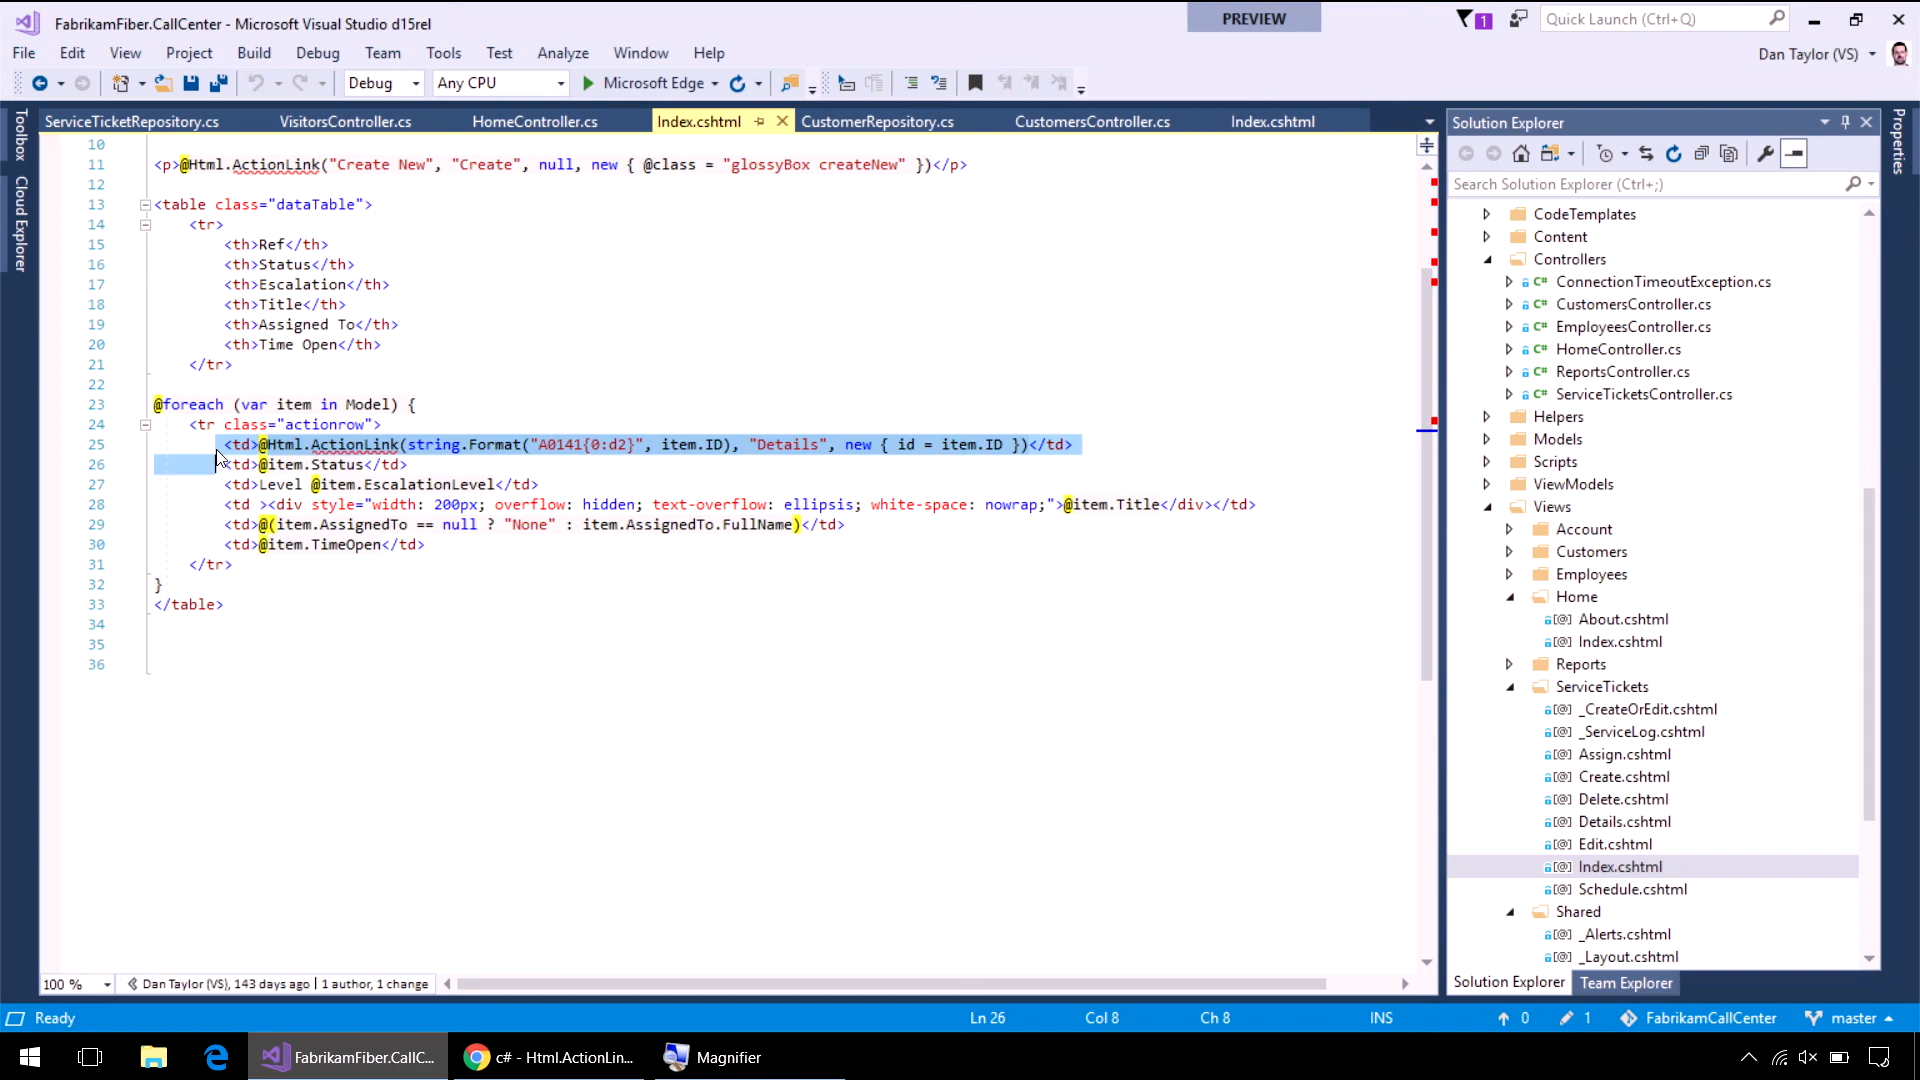 FabrikamFiber.CallCenter - Microsoft Visual Studio d15rel
PREVIEW
1
Quick Launch (Ctrl+Q)
File Edit View Project Build Debug Team Tools Test Analyze Window Help
Dan Taylor (VS)
Debug Any CPU Microsoft Edge
Toolbox
Cloud Explorer
ServiceTicketRepository.cs VisitorsController.cs HomeController.cs Index.cshtml CustomerRepository.cs CustomersController.cs Index.cshtml
10
11 <p>@Html.ActionLink("Create New", "Create", null, new { @class = "glossyBox createNew" })</p>
12
13 <table class="dataTable">
14 <tr>
15 <th>Ref</th>
16 <th>Status</th>
17 <th>Escalation</th>
18 <th>Title</th>
19 <th>Assigned To</th>
20 <th>Time Open</th>
21 </tr>
22
23 @foreach (var item in Model) {
24 <tr class="actionrow">
25 <td>@Html.ActionLink(string.Format("A0141{0:d2}", item.ID), "Details", new { id = item.ID })</td>
26 <td>@item.Status</td>
27 <td>Level @item.EscalationLevel</td>
28 <td ><div style="width: 200px; overflow: hidden; text-overflow: ellipsis; white-space: nowrap;">@item.Title</div></td>
29 <td>@(item.AssignedTo == null ? "None" : item.AssignedTo.FullName)</td>
30 <td>@item.TimeOpen</td>
31 </tr>
32 }
33 </table>
34
35
36
100 % Dan Taylor (VS), 143 days ago | 1 author, 1 change
Solution Explorer
Search Solution Explorer (Ctrl+;)
CodeTemplates
Content
Controllers
C# ConnectionTimeoutException.cs
C# CustomersController.cs
C# EmployeesController.cs
C# HomeController.cs
C# ReportsController.cs
C# ServiceTicketsController.cs
Helpers
Models
Scripts
ViewModels
Views
Account
Customers
Employees
Home
[@] About.cshtml
[@] Index.cshtml
Reports
ServiceTickets
[@] _CreateOrEdit.cshtml
[@] _ServiceLog.cshtml
[@] Assign.cshtml
[@] Create.cshtml
[@] Delete.cshtml
[@] Details.cshtml
[@] Edit.cshtml
[@] Index.cshtml
[@] Schedule.cshtml
Shared
[@] _Alerts.cshtml
[@] _Layout.cshtml
Solution Explorer Team Explorer
Properties
Ready Ln 26 Col 8 Ch 8 INS 0 1 FabrikamCallCenter master
FabrikamFiber.CallC... c# - Html.ActionLin... Magnifier